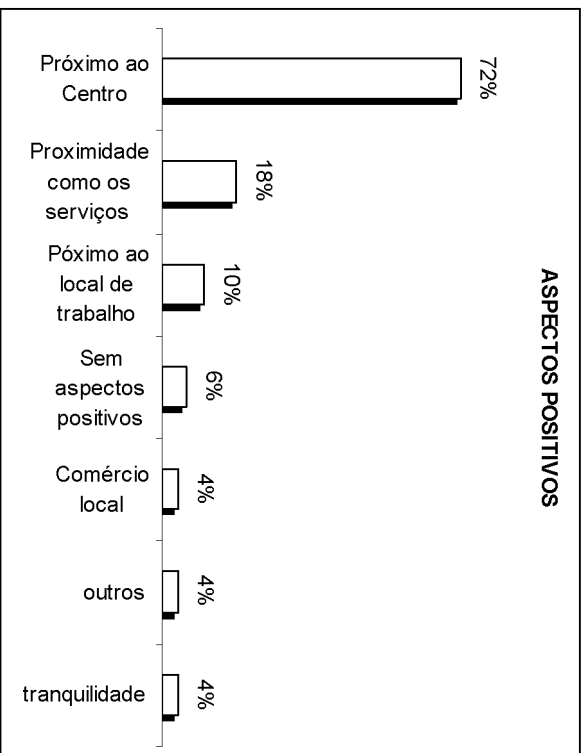 ASPECTOS POSITIVOS
72%
18%
10%
6%
4%
4%
4%
Próximo ao
Centro
Proximidade
como os
serviços
Póximo ao
local de
trabalho
Sem
aspectos
positivos
Comércio
local
outros
tranquilidade